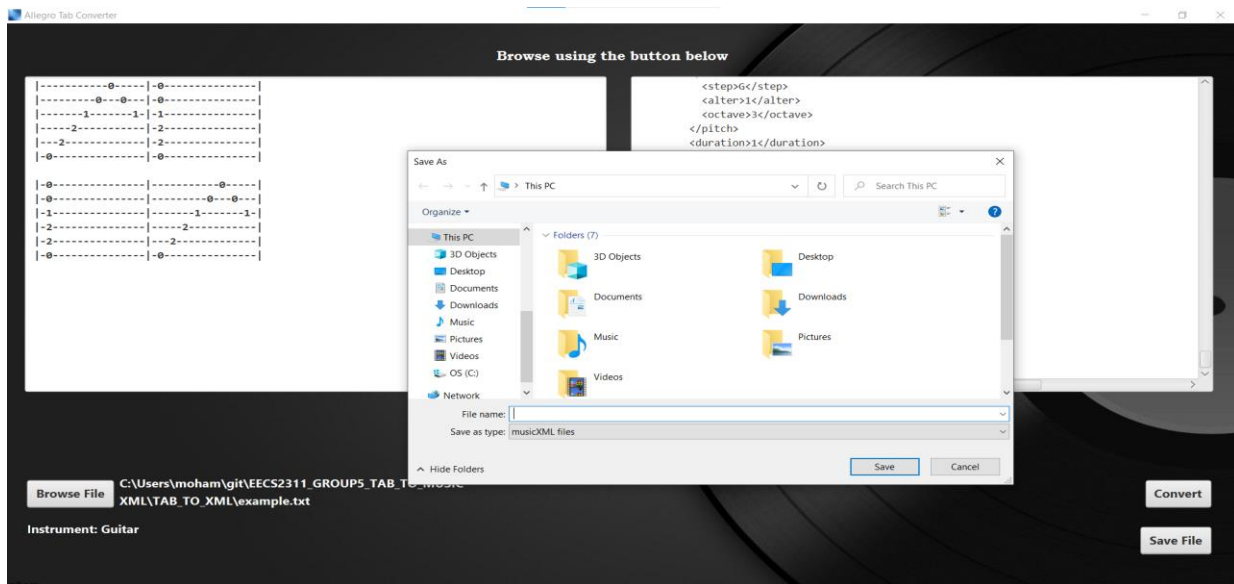 Allegro Tab Converter
Browse using the button below
|-----------0-----|-0---------------|
|---------0---0---|-0---------------|
|-------1-------1-|-1---------------|
|-----2-----------|-2---------------|
|---2-------------|-2---------------|
|-0---------------|-0---------------|
|-0---------------|-----------0-----|
|-0---------------|---------0---0---|
|-1---------------|-------1-------1-|
|-2---------------|-----2-----------|
|-2---------------|---2-------------|
|-0---------------|-0---------------|
<step>G</step>
<alter>1</alter>
<octave>3</octave>
</pitch>
<duration>1</duration>
Save As
This PC
Search This PC
Organize
?
This PC
3D Objects
Desktop
Documents
Downloads
Music
Pictures
Videos
OS (C:)
Network
Folders (7)
3D Objects
Desktop
Documents
Downloads
Music
Pictures
Videos
File name:
Save as type: musicXML files
Hide Folders
Save
Cancel
Browse File
C:\Users\moham\git\EECS2311_GROUP5_TAB_TO_MUSIC
XML\TAB_TO_XML\example.txt
Instrument: Guitar
Convert
Save File